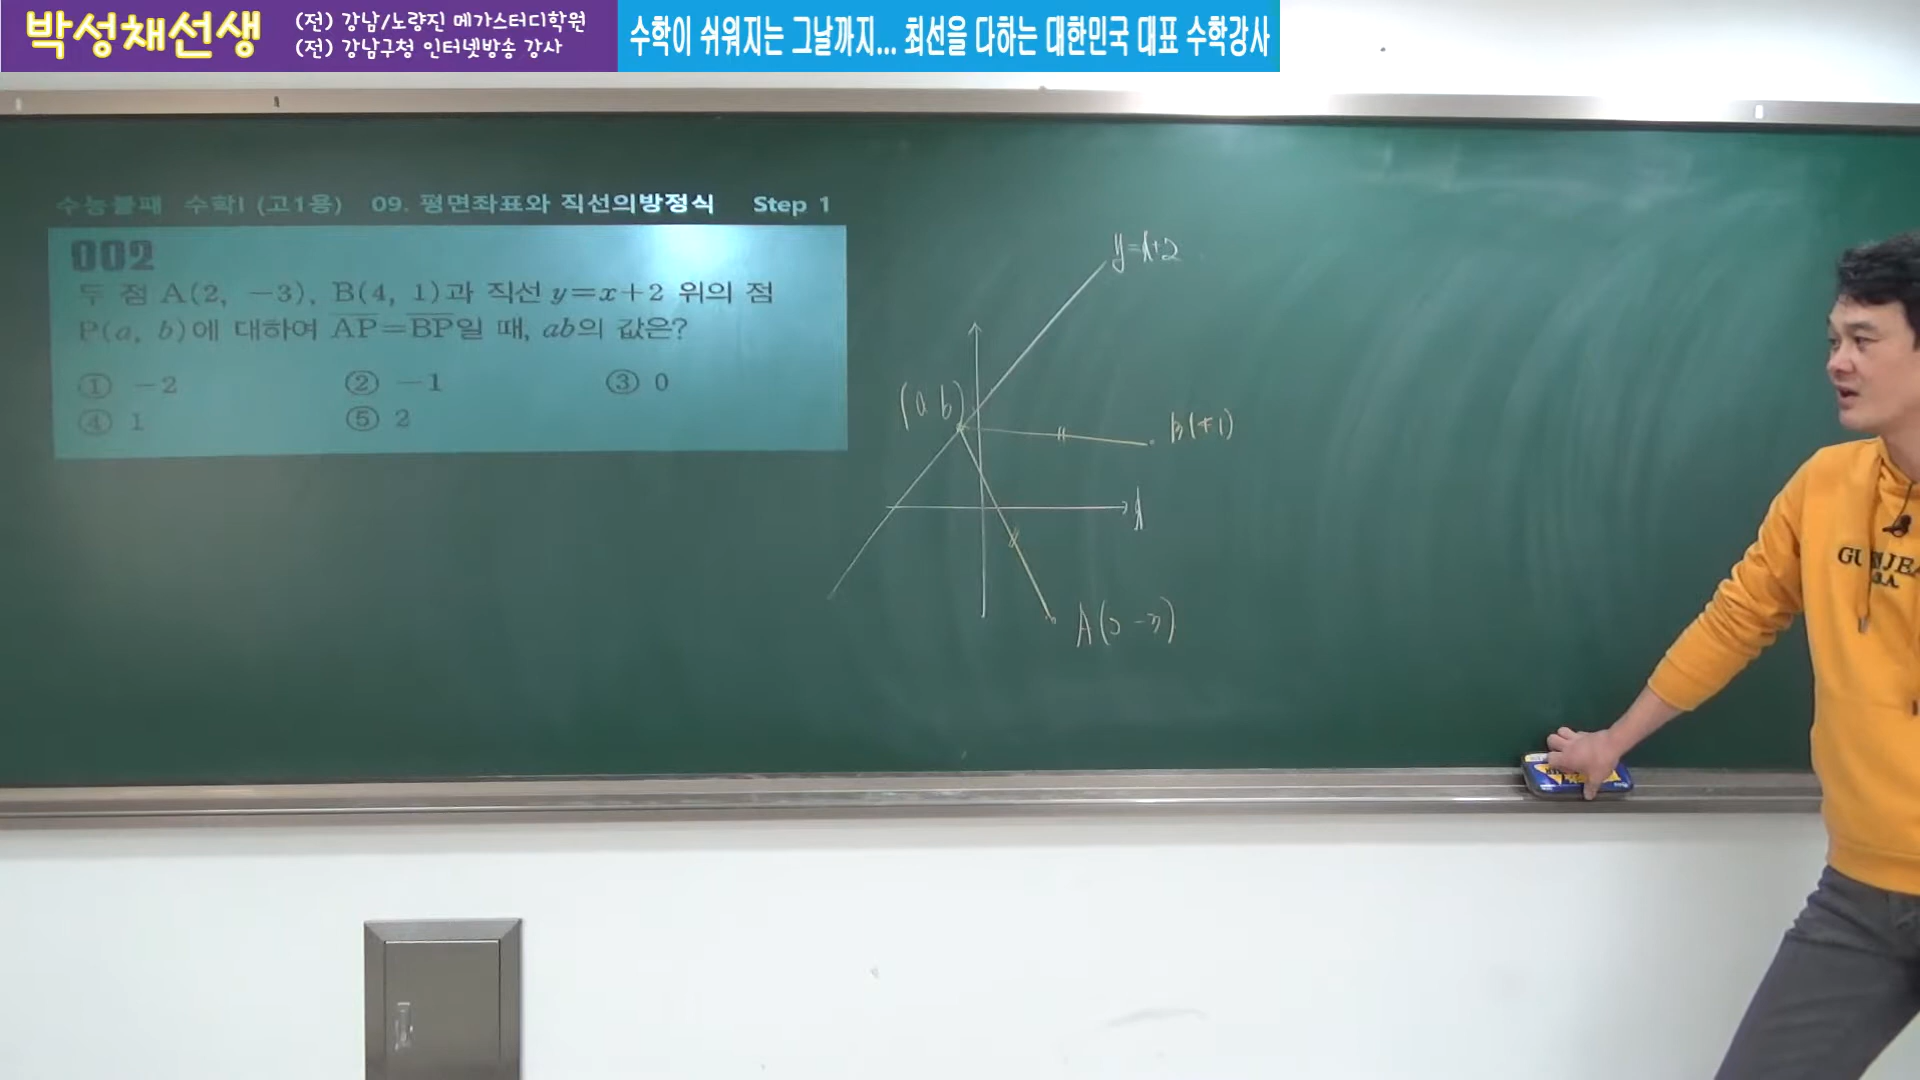 박성채선생
(전) 강남/노량진 메가스터디학원
(전) 강남구청 인터넷방송 강사
수학이 쉬워지는 그날까지... 최선을 다하는 대한민국 대표 수학강사
수능불패 수학I (고1용) 09. 평면좌표와 직선의방정식 Step 1
002
두 점 A(2, −3), B(4, 1)과 직선 y=x+2 위의 점
P(a, b)에 대하여 AP=BP일 때, ab의 값은?
① −2 ② −1 ③ 0
④ 1 ⑤ 2
y=x+2
(a b)
B(4 1)
x
A(2 -3)